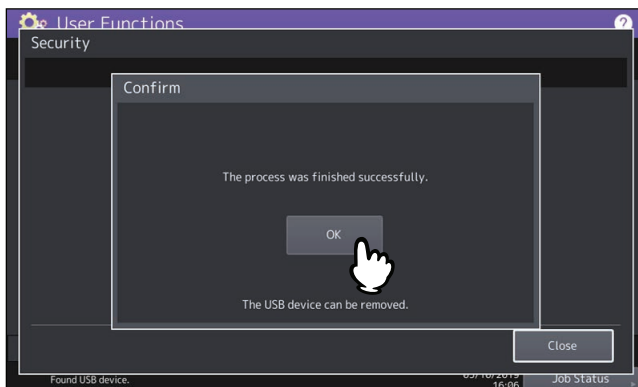 User Functions
?
Security
Confirm
The process was finished successfully.
OK
The USB device can be removed.
Close
Found USB device.
16:06
Job Status